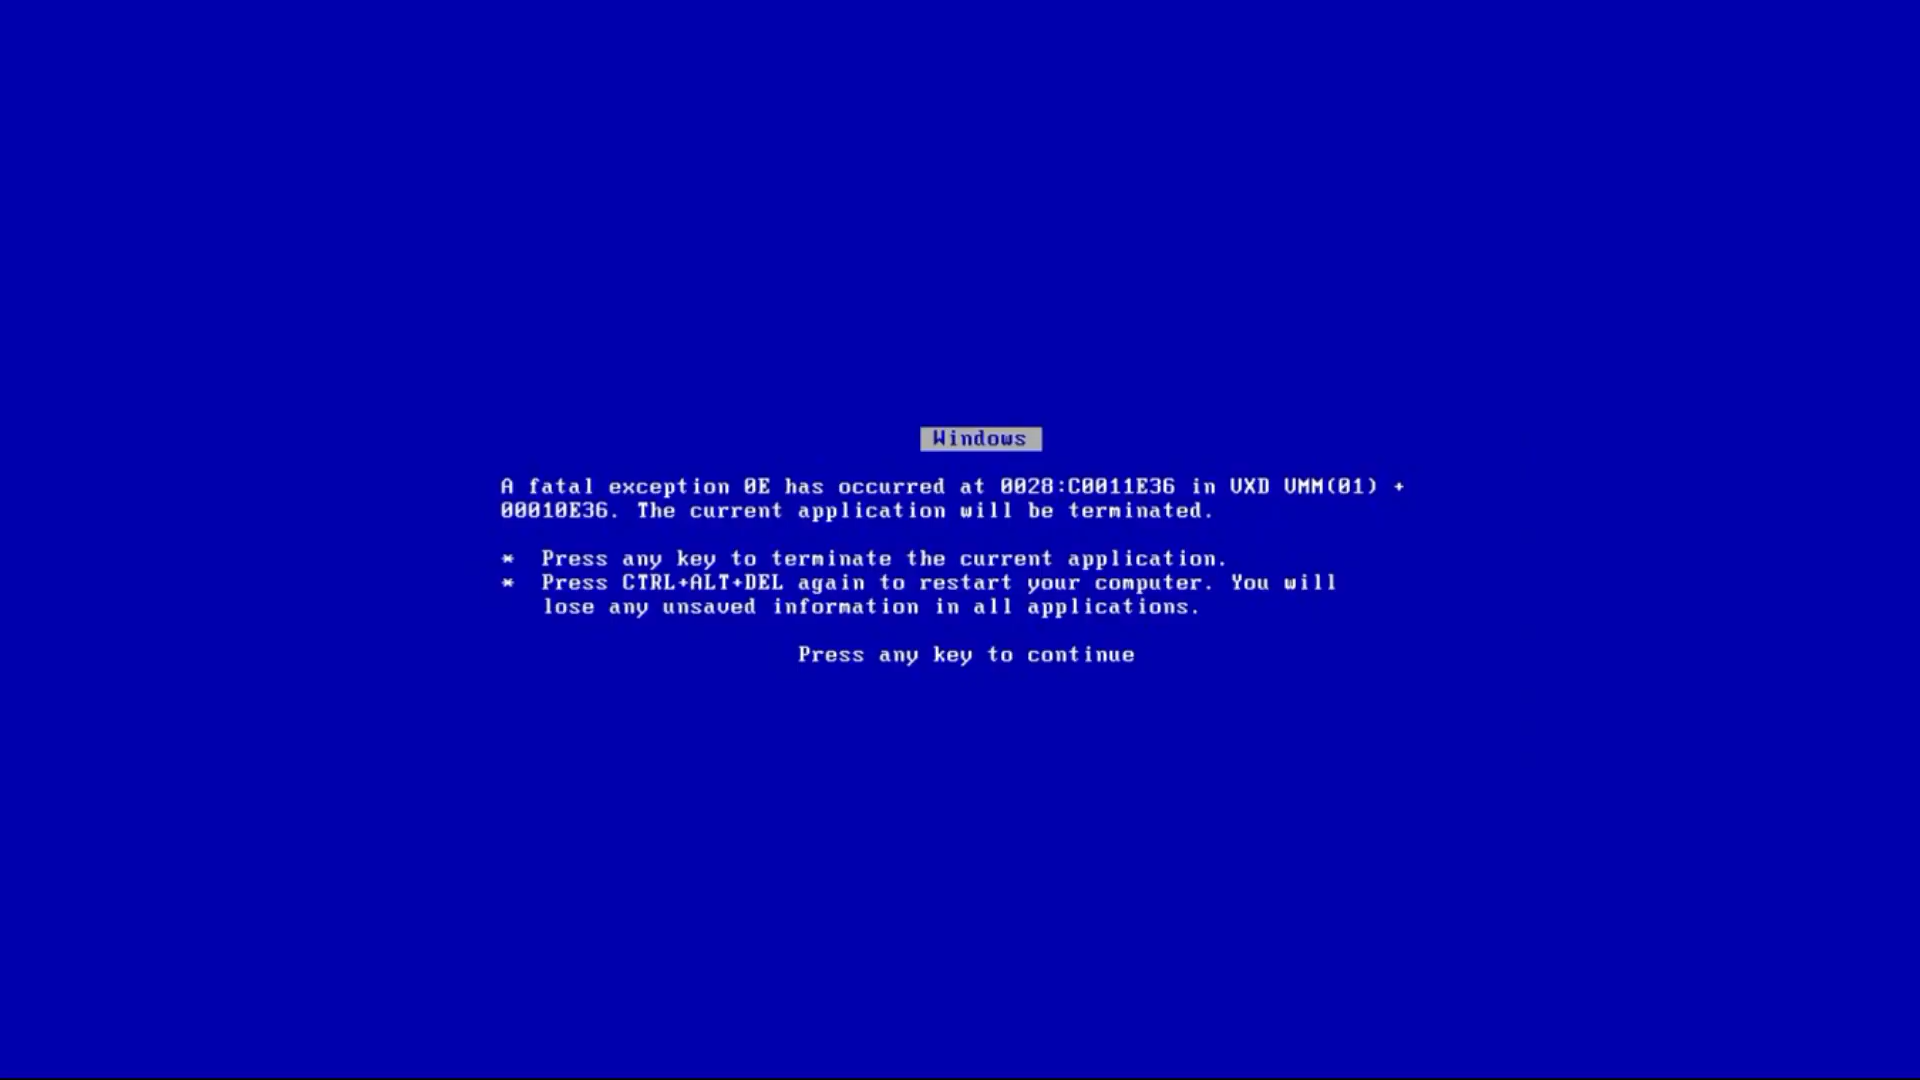 Windows
A fatal exception 0E has occurred at 0028:C0011E36 in VXD VMM(01) +
00010E36. The current application will be terminated.
* Press any key to terminate the current application.
* Press CTRL+ALT+DEL again to restart your computer. You will
lose any unsaved information in all applications.
Press any key to continue